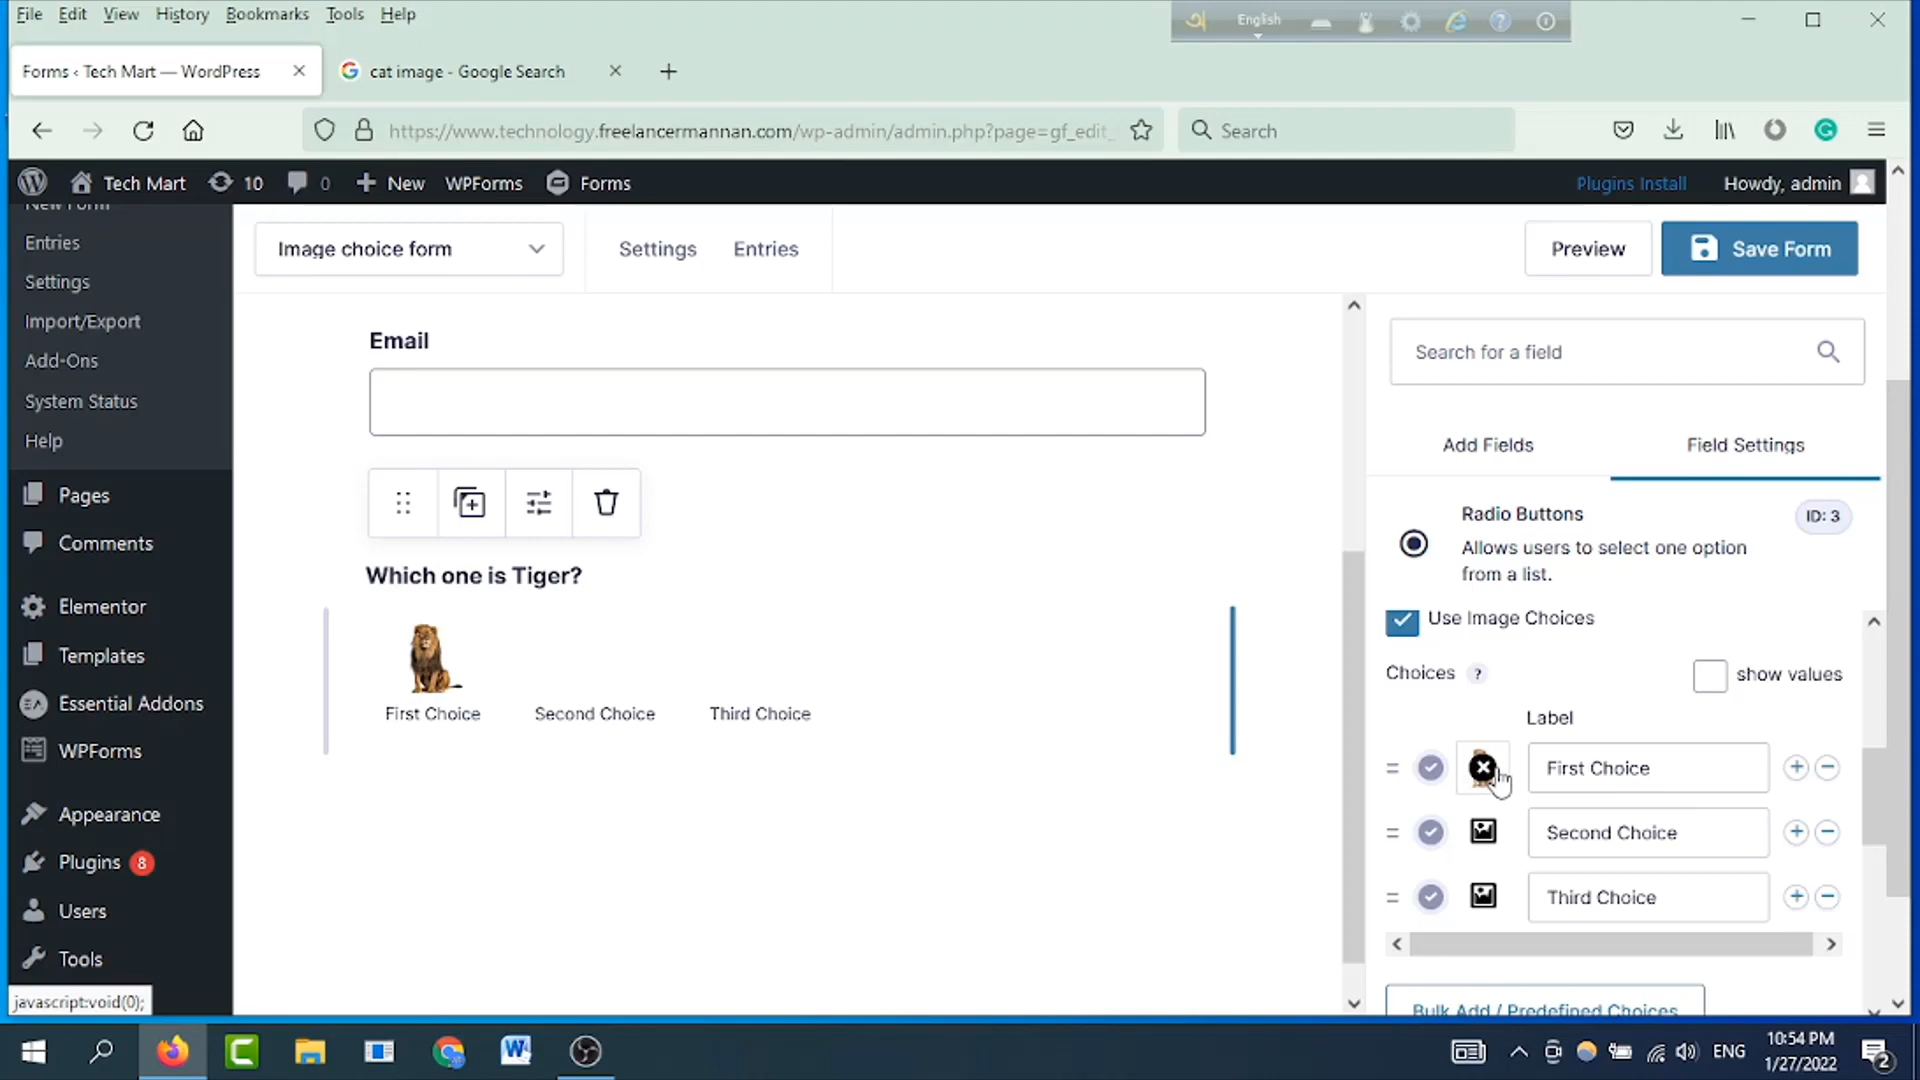 File Edit View History Bookmarks Tools Help
English
Forms ‹ Tech Mart — WordPress
cat image - Google Search
https://www.technology.freelancermannan.com/wp-admin/admin.php?page=gf_edit_
Search
Tech Mart
10
0
New
WPForms
Forms
Plugins Install
Howdy, admin
New Form
Entries
Settings
Import/Export
Add-Ons
System Status
Help
Pages
Comments
Elementor
Templates
Essential Addons
WPForms
Appearance
Plugins 8
Users
Tools
javascript:void(0);
Image choice form
Settings
Entries
Preview
Save Form
Email
Which one is Tiger?
First Choice
Second Choice
Third Choice
Search for a field
Add Fields
Field Settings
Radio Buttons
ID: 3
Allows users to select one option
from a list.
Use Image Choices
Choices ?
show values
Label
First Choice
Second Choice
Third Choice
Bulk Add / Predefined Choices
ENG
10:54 PM
1/27/2022
2